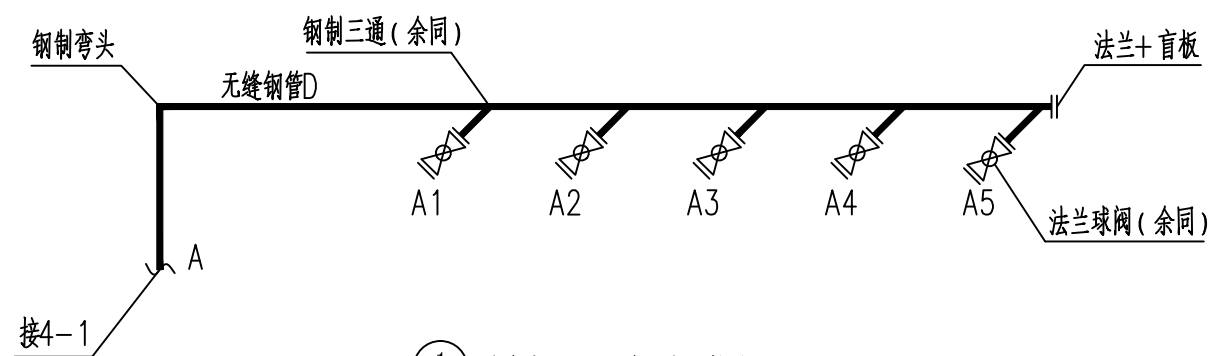 钢制弯头
钢制三通(余同)
法兰+盲板
无缝钢管D
A1
A2
A3
A4
A5
法兰球阀(余同)
A
接4-1